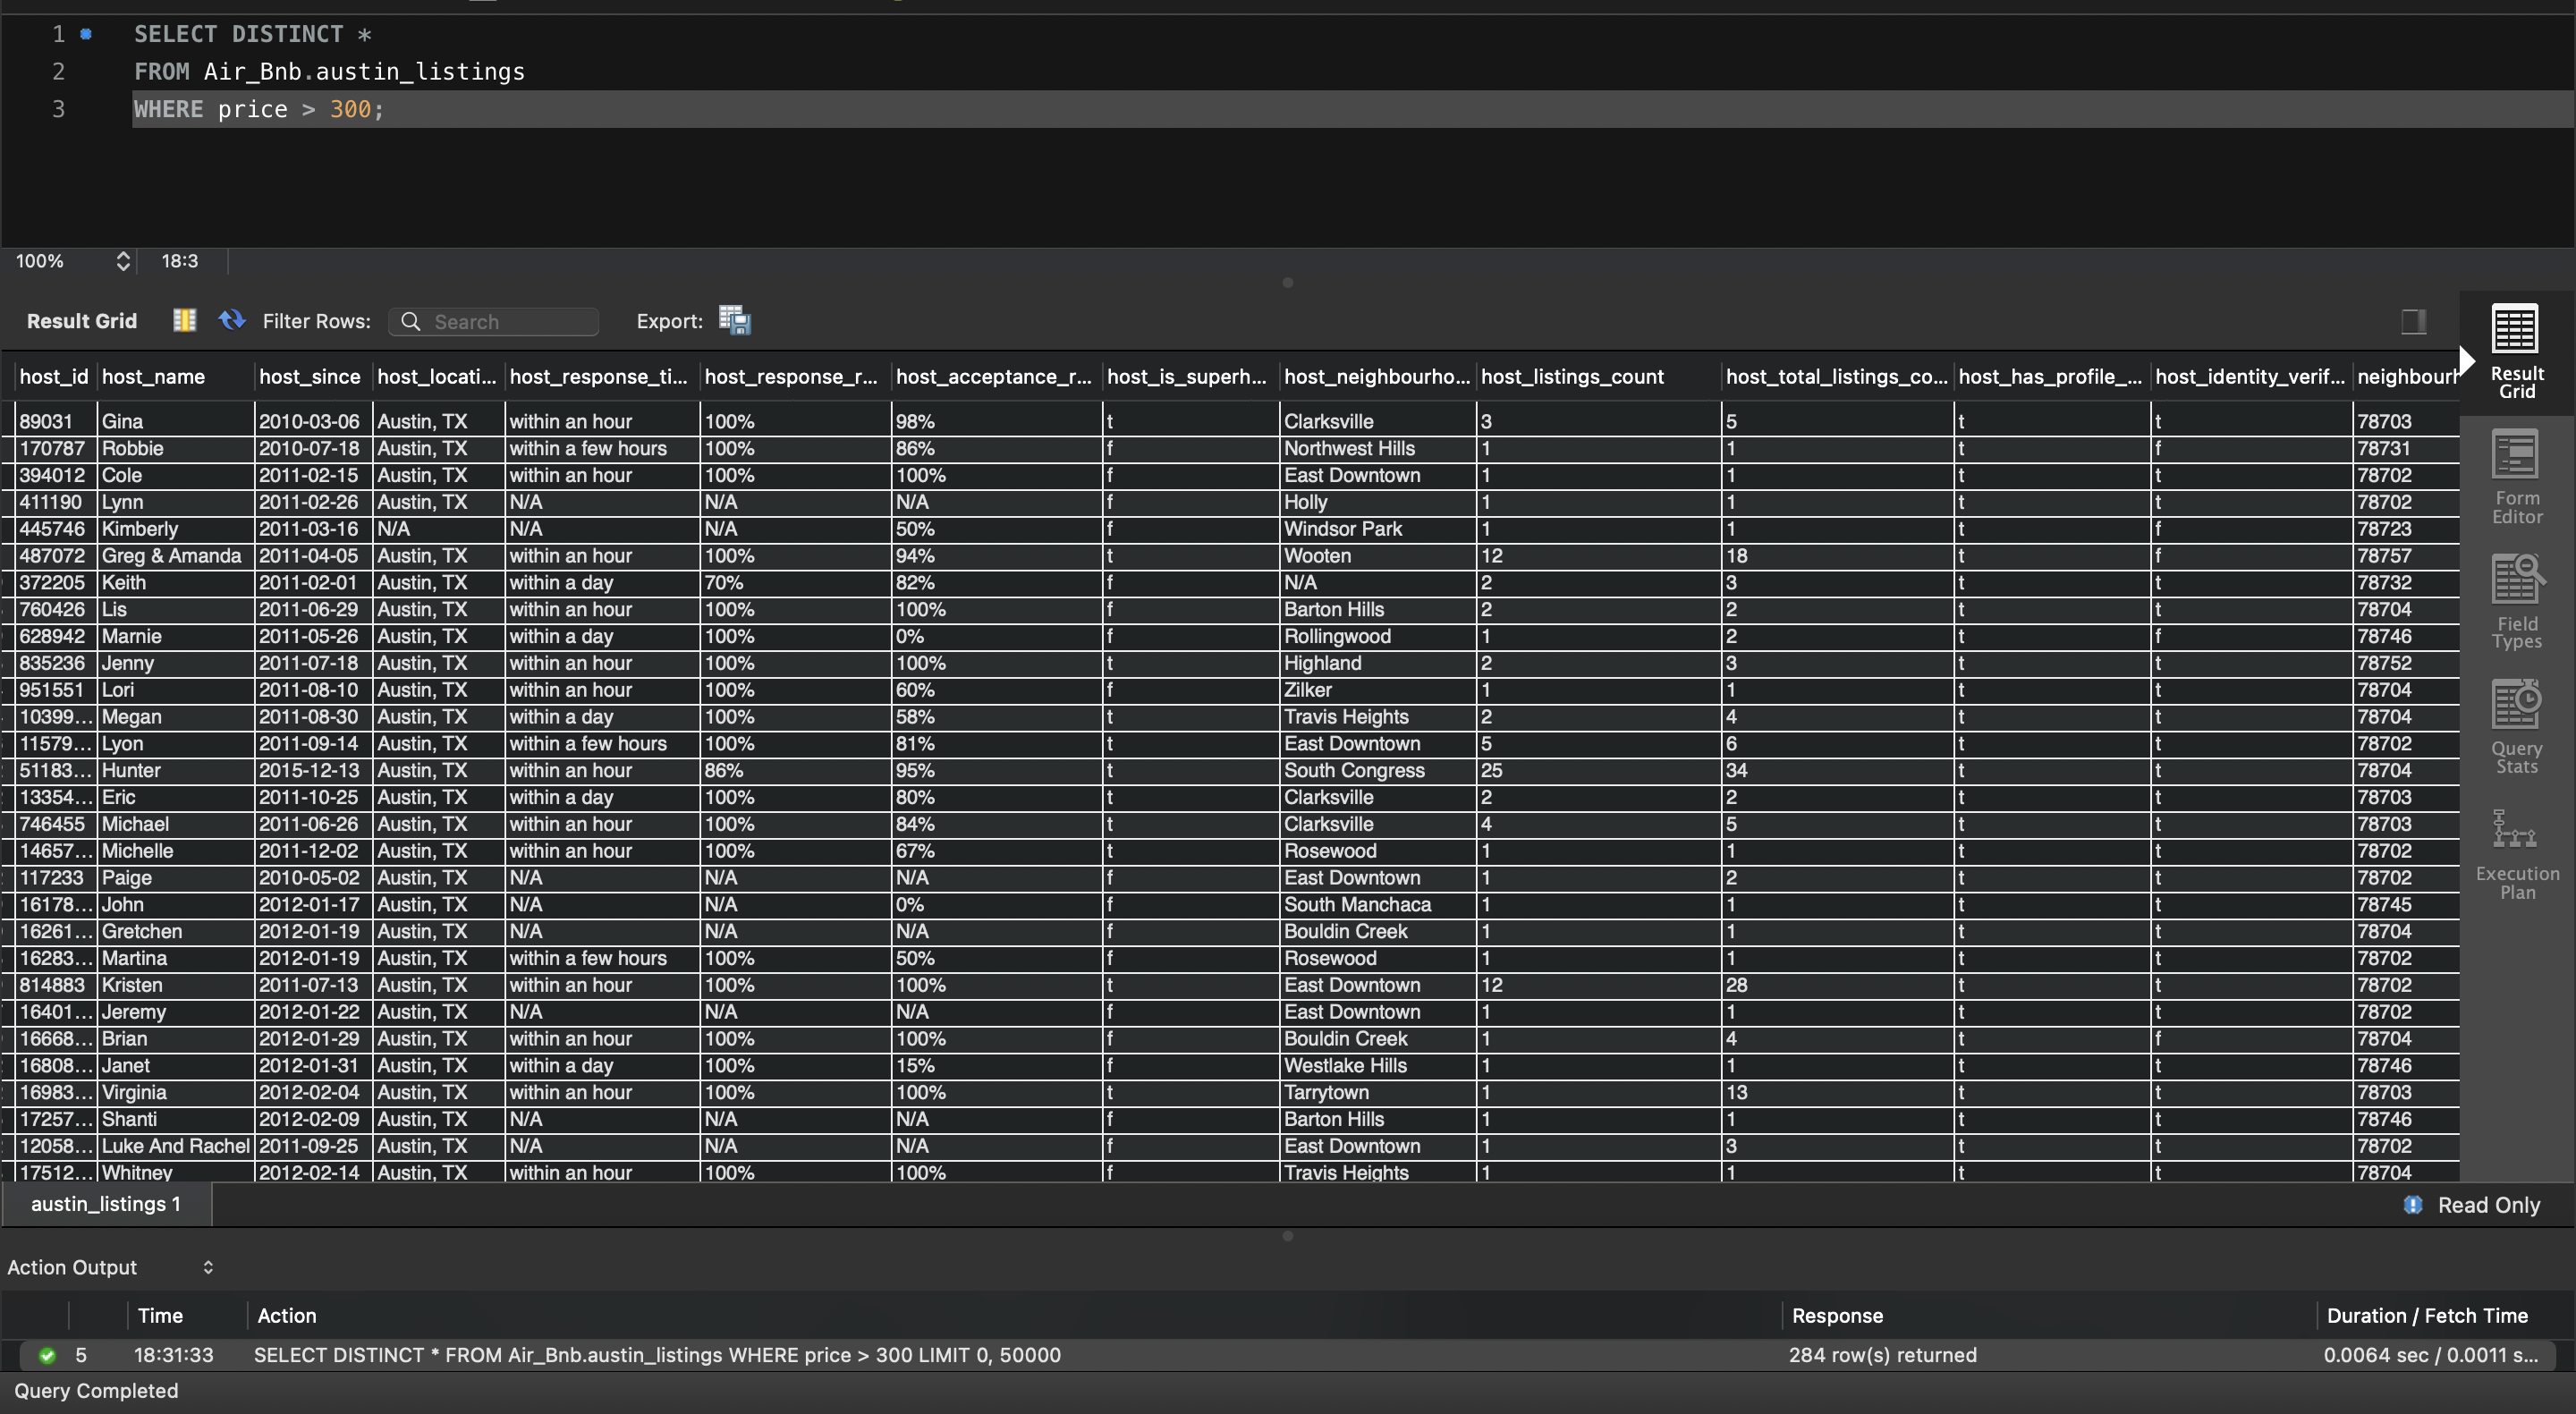 1 SELECT DISTINCT *
2 FROM Air_Bnb.austin_listings
3 WHERE price > 300;
100% 18:3
Result Grid Filter Rows: Search Export:
host_id host_name host_since host_locati... host_response_ti... host_response_r... host_acceptance_r... host_is_superh... host_neighbourho... host_listings_count host_total_listings_co... host_has_profile_... host_identity_verif... neighbourh
89031 Gina 2010-03-06 Austin, TX within an hour 100% 98% t Clarksville 3 5 t t 78703
170787 Robbie 2010-07-18 Austin, TX within a few hours 100% 86% f Northwest Hills 1 1 t f 78731
394012 Cole 2011-02-15 Austin, TX within an hour 100% 100% f East Downtown 1 1 t t 78702
411190 Lynn 2011-02-26 Austin, TX N/A N/A N/A f Holly 1 1 t t 78702
445746 Kimberly 2011-03-16 N/A N/A N/A 50% f Windsor Park 1 1 t f 78723
487072 Greg & Amanda 2011-04-05 Austin, TX within an hour 100% 94% t Wooten 12 18 t f 78757
372205 Keith 2011-02-01 Austin, TX within a day 70% 82% f N/A 2 3 t t 78732
760426 Lis 2011-06-29 Austin, TX within an hour 100% 100% f Barton Hills 2 2 t t 78704
628942 Marnie 2011-05-26 Austin, TX within a day 100% 0% f Rollingwood 1 2 t f 78746
835236 Jenny 2011-07-18 Austin, TX within an hour 100% 100% t Highland 2 3 t t 78752
951551 Lori 2011-08-10 Austin, TX within an hour 100% 60% f Zilker 1 1 t t 78704
10399... Megan 2011-08-30 Austin, TX within a day 100% 58% t Travis Heights 2 4 t t 78704
11579... Lyon 2011-09-14 Austin, TX within a few hours 100% 81% t East Downtown 5 6 t t 78702
51183... Hunter 2015-12-13 Austin, TX within an hour 86% 95% t South Congress 25 34 t t 78704
13354... Eric 2011-10-25 Austin, TX within a day 100% 80% t Clarksville 2 2 t t 78703
746455 Michael 2011-06-26 Austin, TX within an hour 100% 84% t Clarksville 4 5 t t 78703
14657... Michelle 2011-12-02 Austin, TX within an hour 100% 67% t Rosewood 1 1 t t 78702
117233 Paige 2010-05-02 Austin, TX N/A N/A N/A f East Downtown 1 2 t t 78702
16178... John 2012-01-17 Austin, TX N/A N/A 0% f South Manchaca 1 1 t t 78745
16261... Gretchen 2012-01-19 Austin, TX N/A N/A N/A f Bouldin Creek 1 1 t t 78704
16283... Martina 2012-01-19 Austin, TX within a few hours 100% 50% f Rosewood 1 1 t t 78702
814883 Kristen 2011-07-13 Austin, TX within an hour 100% 100% t East Downtown 12 28 t t 78702
16401... Jeremy 2012-01-22 Austin, TX N/A N/A N/A f East Downtown 1 1 t t 78702
16668... Brian 2012-01-29 Austin, TX within an hour 100% 100% f Bouldin Creek 1 4 t f 78704
16808... Janet 2012-01-31 Austin, TX within a day 100% 15% f Westlake Hills 1 1 t t 78746
16983... Virginia 2012-02-04 Austin, TX within an hour 100% 100% t Tarrytown 1 13 t t 78703
17257... Shanti 2012-02-09 Austin, TX N/A N/A N/A f Barton Hills 1 1 t t 78746
12058... Luke And Rachel 2011-09-25 Austin, TX N/A N/A N/A f East Downtown 1 3 t t 78702
17512... Whitney 2012-02-14 Austin, TX within an hour 100% 100% f Travis Heights 1 1 t t 78704
Result
Grid
Form
Editor
Field
Types
Query
Stats
Execution
Plan
austin_listings 1 Read Only
Action Output
Time Action Response Duration / Fetch Time
5 18:31:33 SELECT DISTINCT * FROM Air_Bnb.austin_listings WHERE price > 300 LIMIT 0, 50000 284 row(s) returned 0.0064 sec / 0.0011 s...
Query Completed